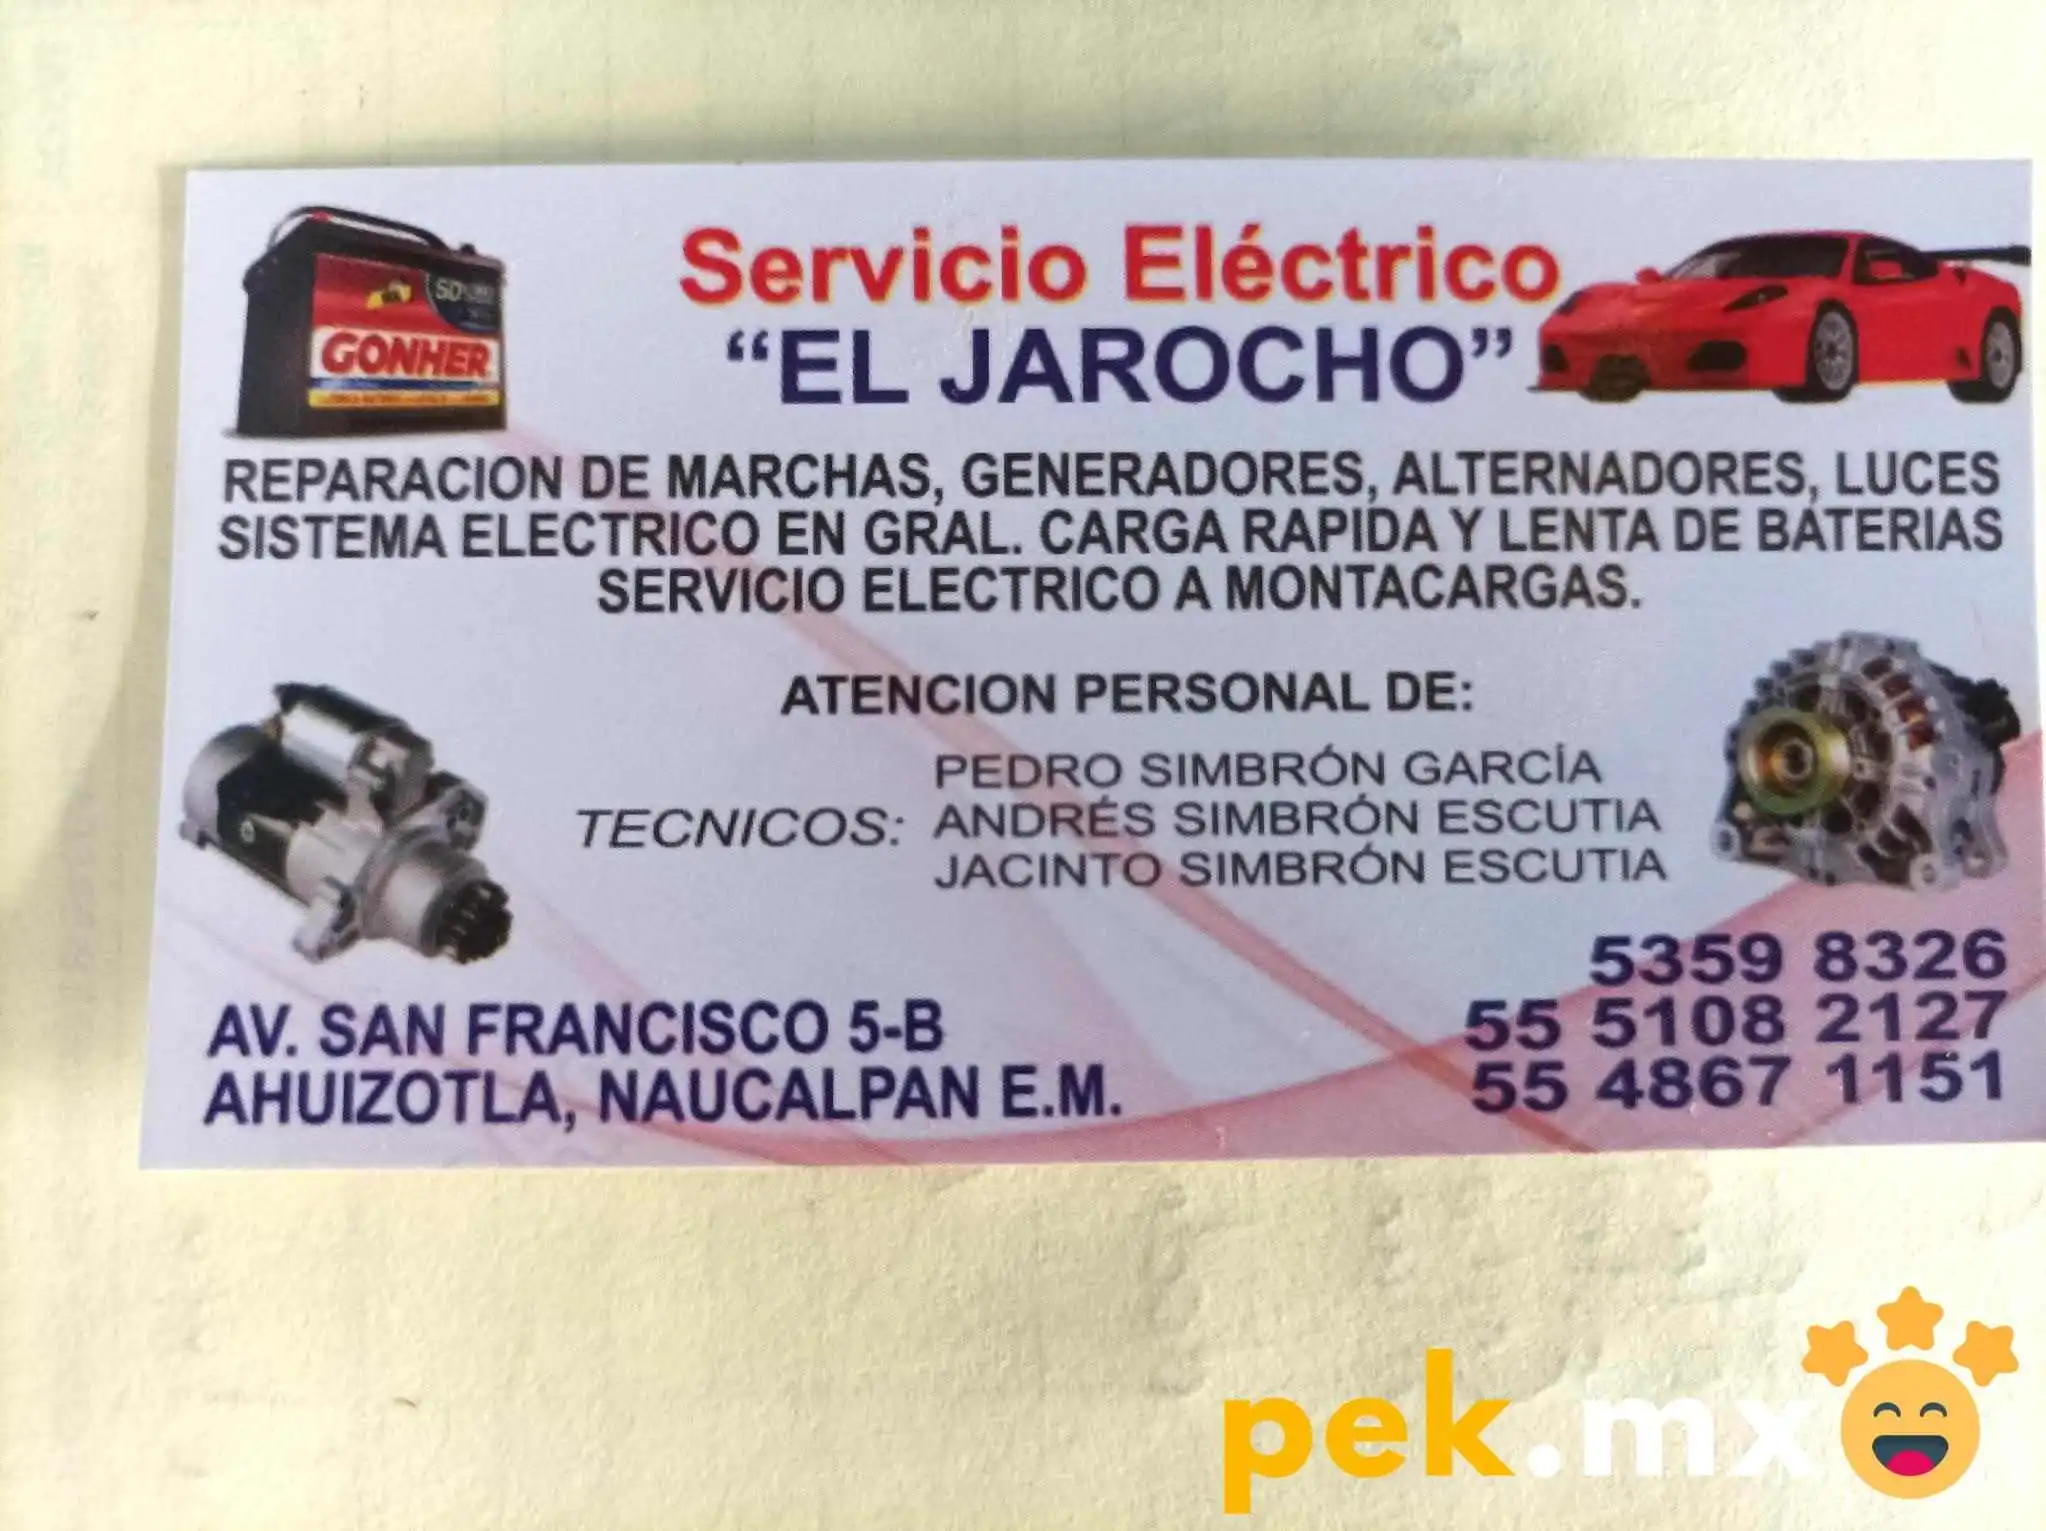 Servicio Eléctrico
“EL JAROCHO”
GONHER
REPARACION DE MARCHAS, GENERADORES, ALTERNADORES, LUCES
SISTEMA ELECTRICO EN GRAL. CARGA RAPIDA Y LENTA DE BATERIAS
SERVICIO ELECTRICO A MONTACARGAS.
ATENCION PERSONAL DE:
PEDRO SIMBRÓN GARCÍA
TECNICOS: ANDRÉS SIMBRÓN ESCUTIA
JACINTO SIMBRÓN ESCUTIA
5359 8326
AV. SAN FRANCISCO 5-B 55 5108 2127
AHUIZOTLA, NAUCALPAN E.M. 55 4867 1151
pek.mx